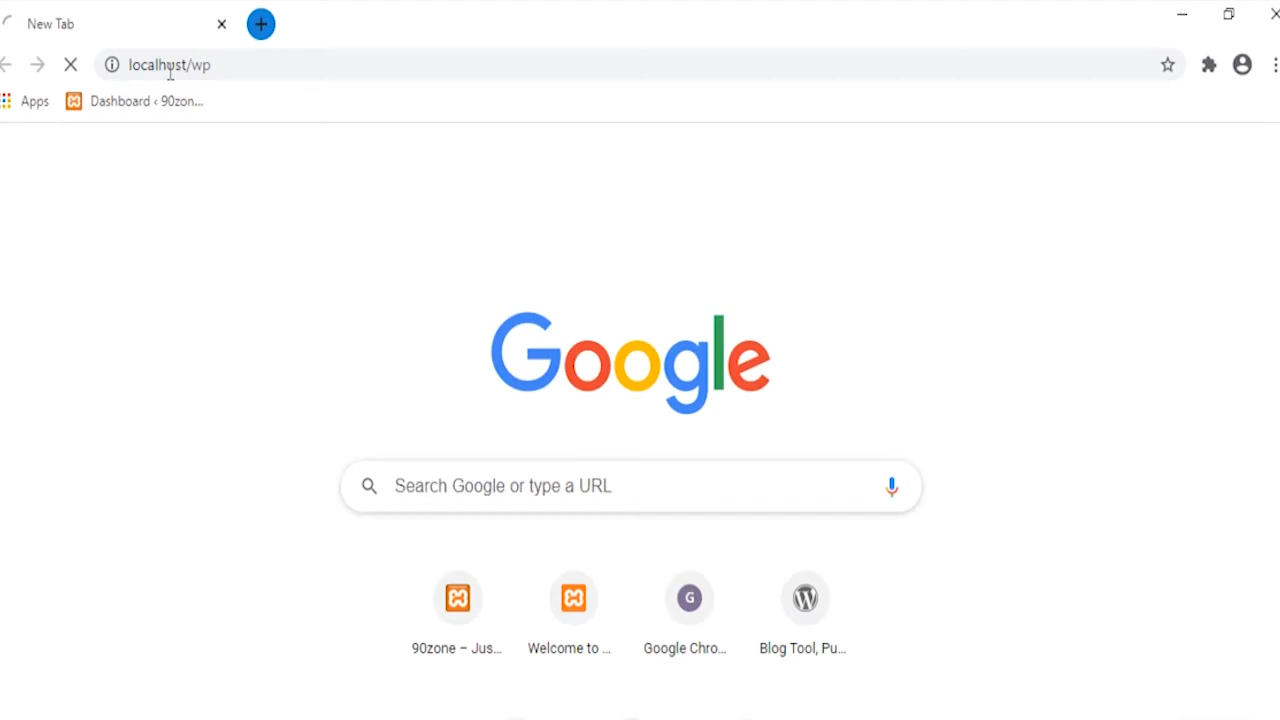 New Tab
localhust/wp
Apps
Dashboard ‹ 90zon...
Google
Search Google or type a URL
G
90zone – Jus...
Welcome to ...
Google Chro...
Blog Tool, Pu...